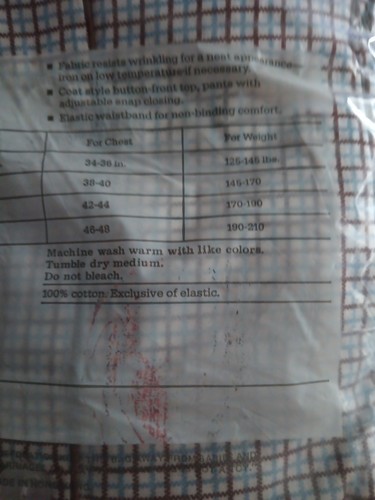 ▪ Fabric resists wrinkling for a neat appearance—
iron on low temperature if necessary.
▪ Coat style button-front top, pants with
adjustable snap closing.
▪ Elastic waistband for non-binding comfort.
For Chest For Weight
34-36 in. 125-145 lbs.
38-40 145-170
42-44 170-190
46-48 190-210
Machine wash warm with like colors.
Tumble dry medium.
Do not bleach.
100% cotton. Exclusive of elastic.